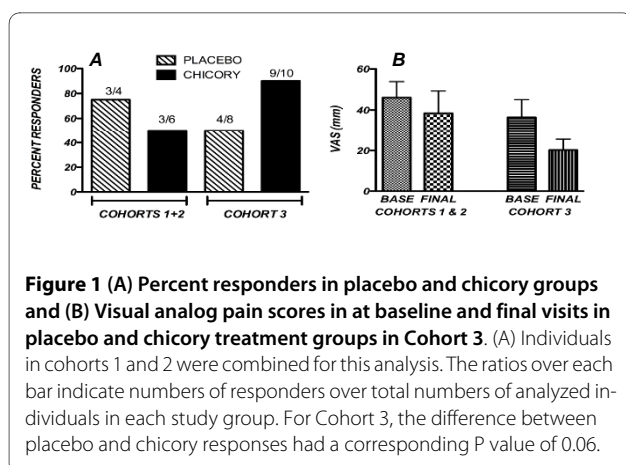 A
PLACEBO
CHICORY
PERCENT RESPONDERS
100
80
60
40
20
0
3/4
3/6
4/8
9/10
COHORTS 1+2
COHORT 3
B
VAS (mm)
60
40
20
0
BASE FINAL
COHORTS 1 & 2
BASE FINAL
COHORT 3
Figure 1 (A) Percent responders in placebo and chicory groups
and (B) Visual analog pain scores in at baseline and final visits in
placebo and chicory treatment groups in Cohort 3. (A) Individuals
in cohorts 1 and 2 were combined for this analysis. The ratios over each
bar indicate numbers of responders over total numbers of analyzed in-
dividuals in each study group. For Cohort 3, the difference between
placebo and chicory responses had a corresponding P value of 0.06.